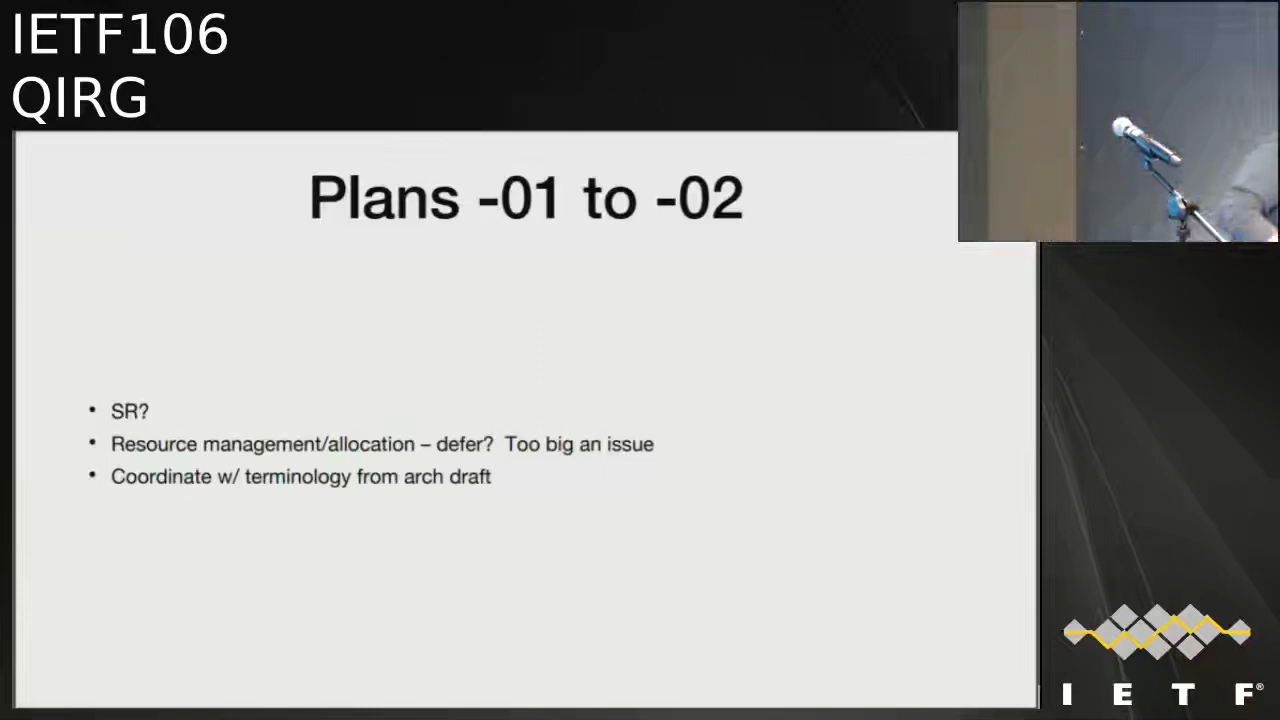 IETF106
QIRG
Plans -01 to -02
• SR?
• Resource management/allocation – defer?  Too big an issue
• Coordinate w/ terminology from arch draft
I E T F®